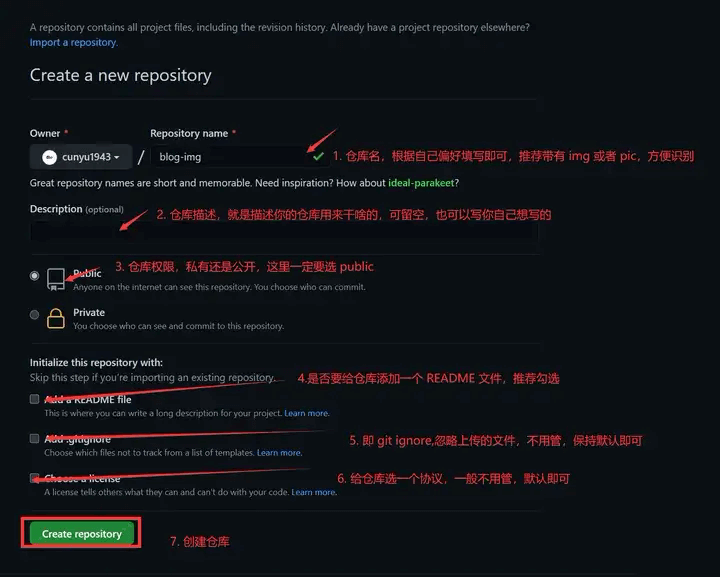 A repository contains all project files, including the revision history. Already have a project repository elsewhere?
Import a repository.
Create a new repository
Owner *
Repository name *
cunyu1943
/
blog-img
1. 仓库名，根据自己偏好填写即可，推荐带有 img 或者 pic，方便识别
Great repository names are short and memorable. Need inspiration? How about ideal-parakeet?
Description (optional)
2. 仓库描述，就是描述你的仓库用来干啥的，可留空，也可以写你自己想写的
3. 仓库权限，私有还是公开，这里一定要选 public
Public
Anyone on the internet can see this repository. You choose who can commit.
Private
You choose who can see and commit to this repository.
Initialize this repository with:
Skip this step if you're importing an existing repository.
4.是否要给仓库添加一个 README 文件，推荐勾选
Add a README file
This is where you can write a long description for your project. Learn more.
Add .gitignore
5. 即 git ignore,忽略上传的文件，不用管，保持默认即可
Choose which files not to track from a list of templates. Learn more.
Choose a license
6. 给仓库选一个协议，一般不用管，默认即可
A license tells others what they can and can't do with your code. Learn more.
Create repository
7. 创建仓库